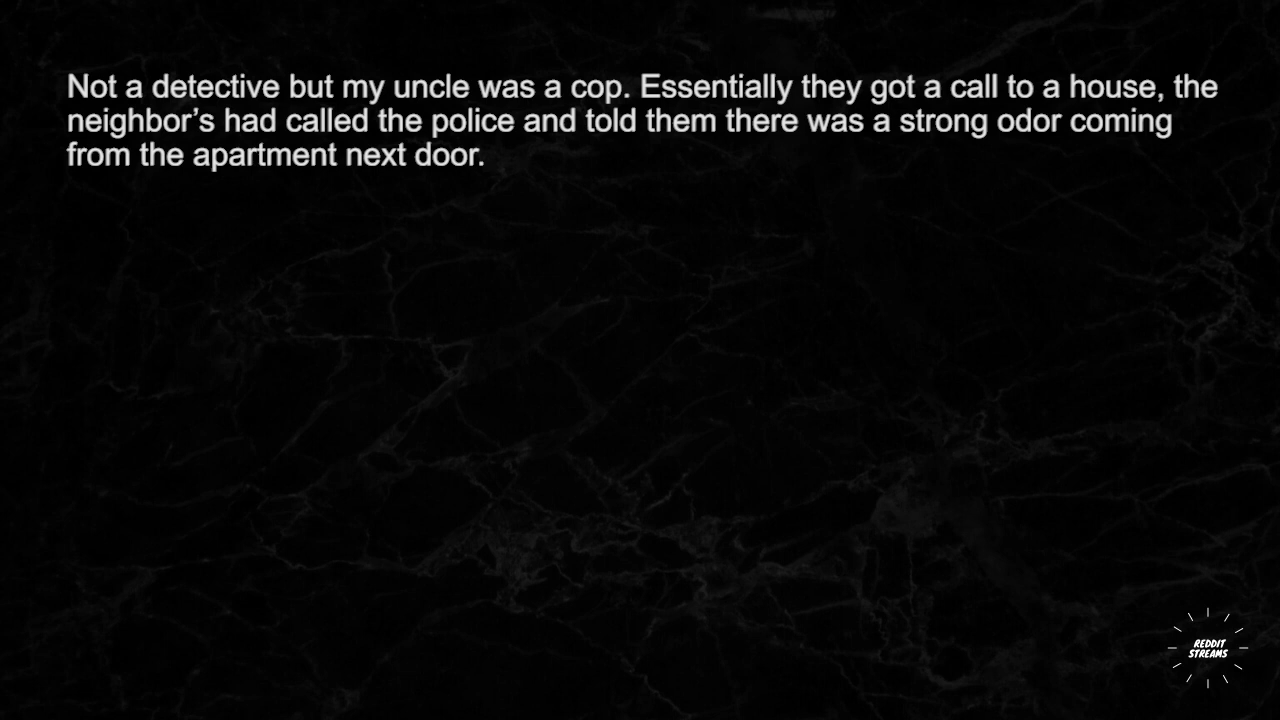 Not a detective but my uncle was a cop. Essentially they got a call to a house, the
neighbor’s had called the police and told them there was a strong odor coming
from the apartment next door.
REDDIT
STREAMS